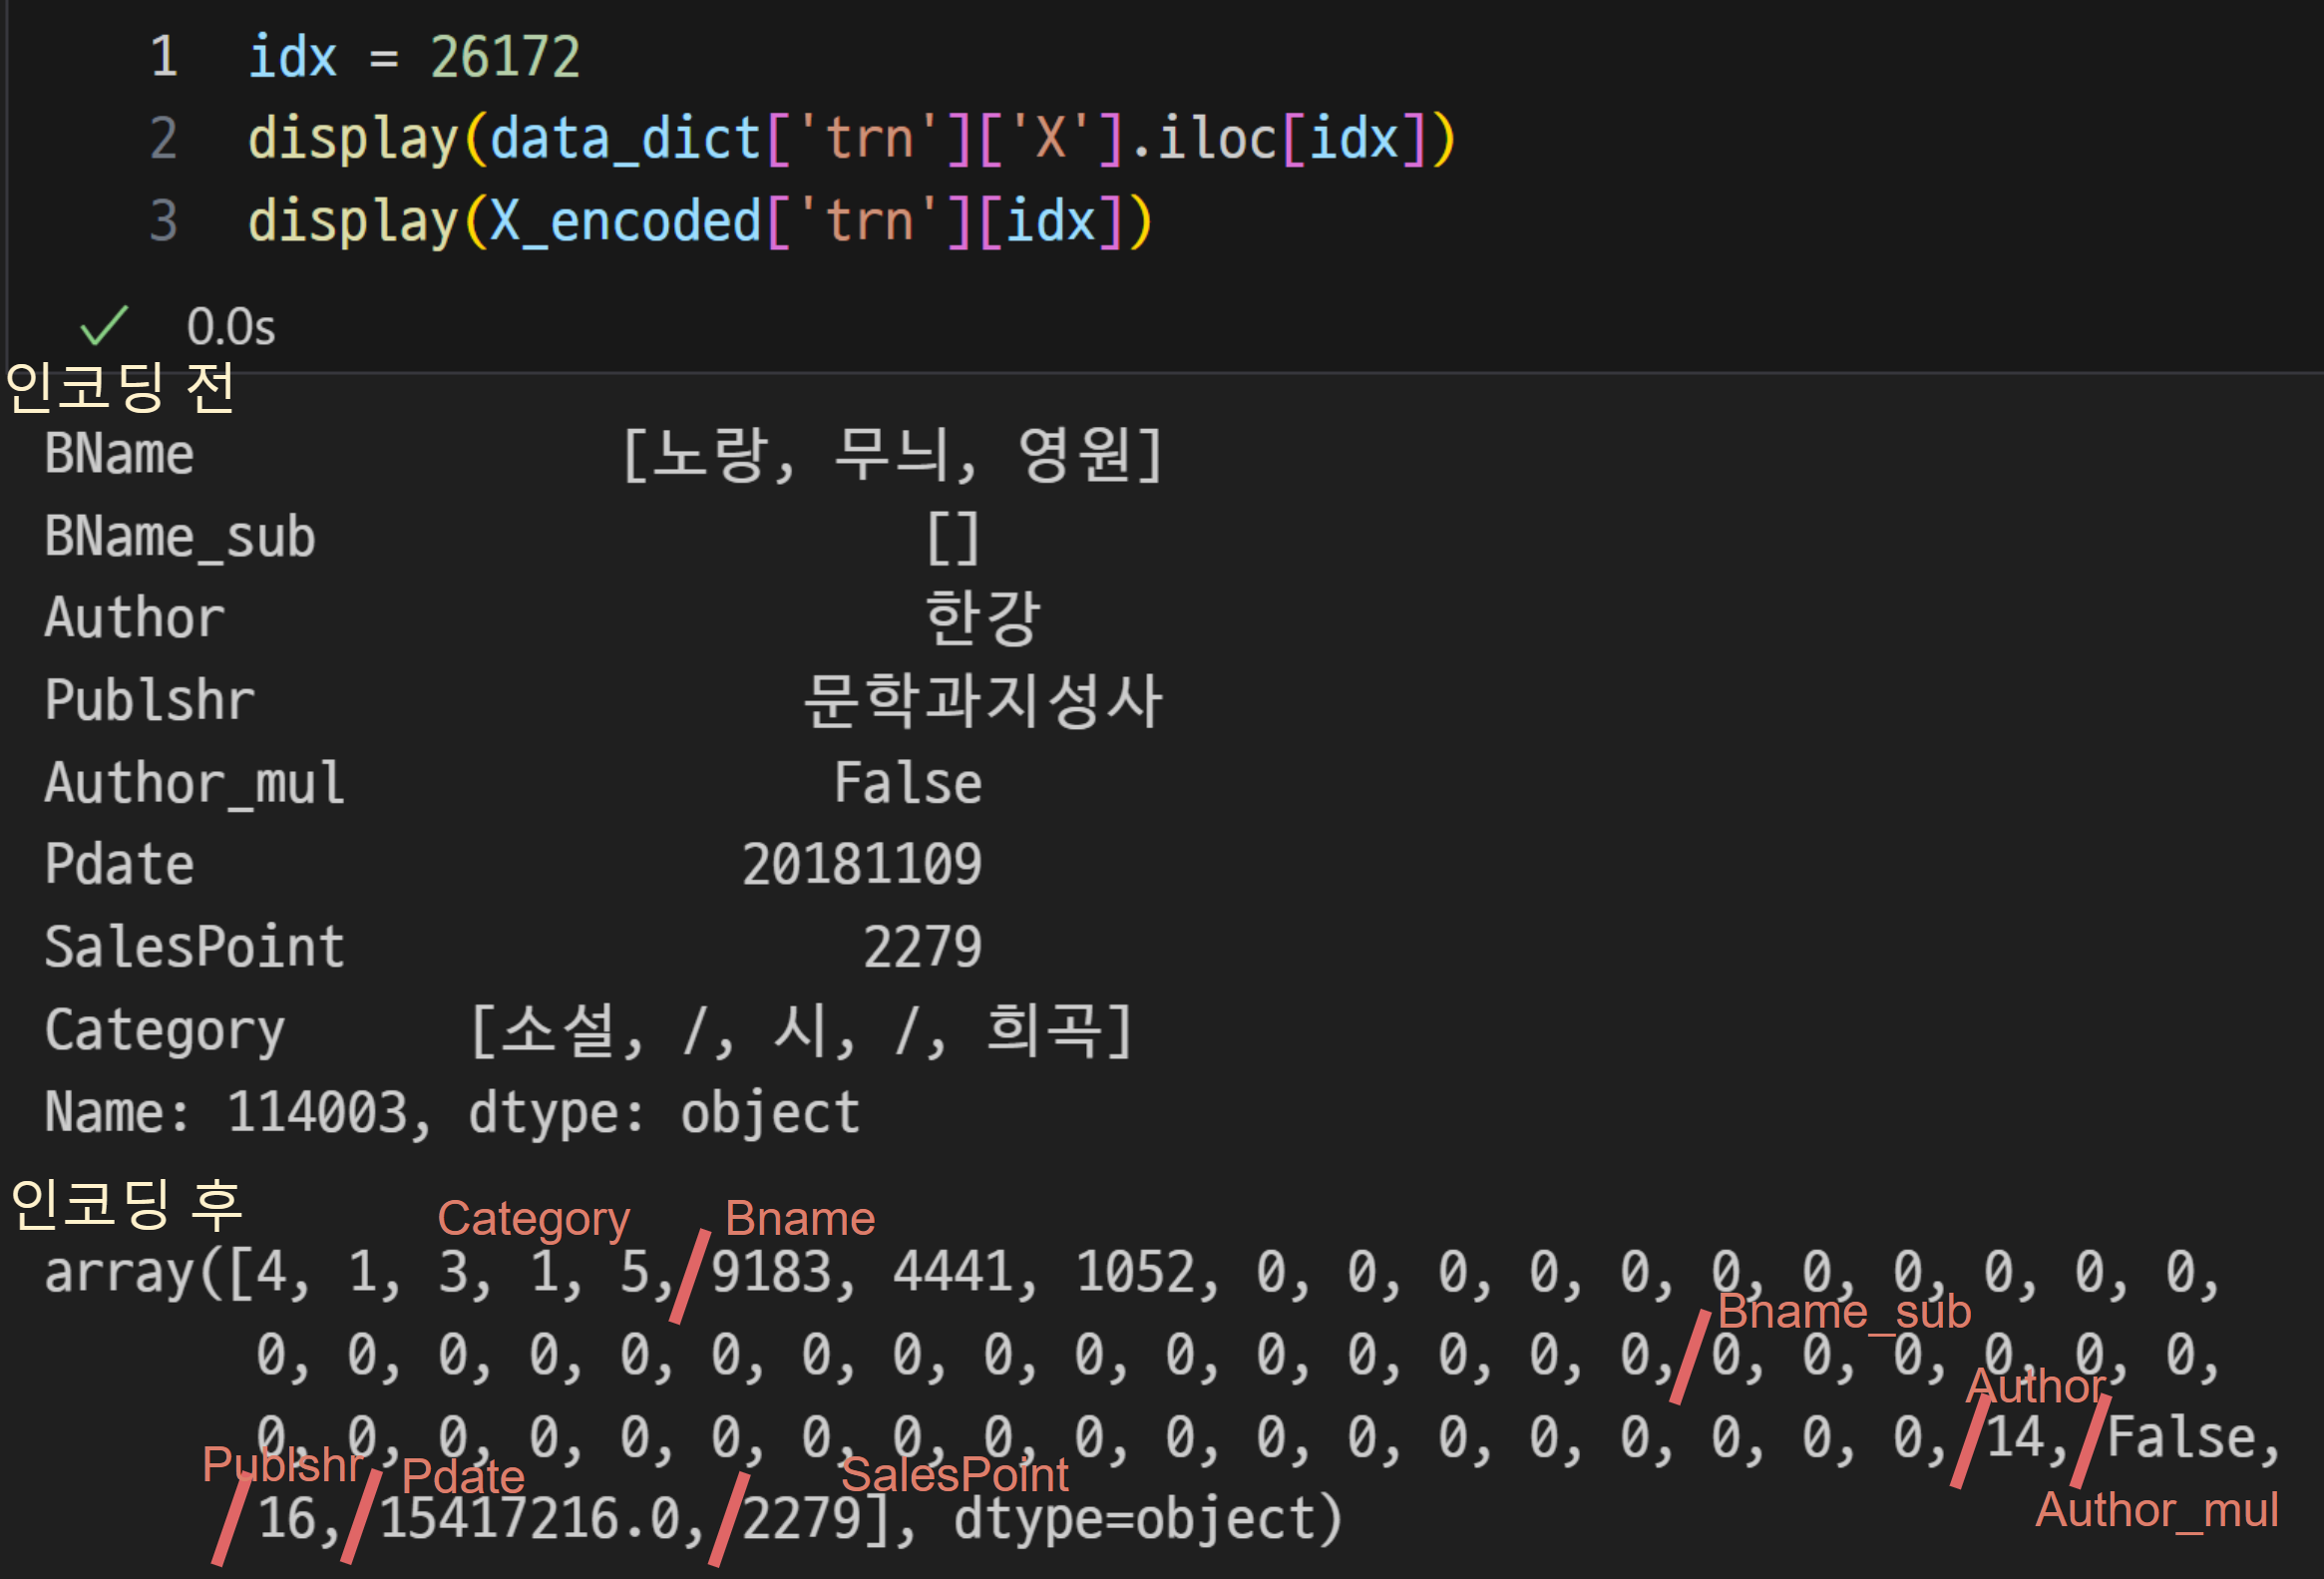 1 idx = 26172
2 display(data_dict['trn']['X'].iloc[idx])
3 display(X_encoded['trn'][idx])
0.0s
인코딩 전
BName [노랑, 무늬, 영원]
BName_sub []
Author 한강
Publshr 문학과지성사
Author_mul False
Pdate 20181109
SalesPoint 2279
Category [소설, /, 시, /, 희곡]
Name: 114003, dtype: object
인코딩 후
Category Bname
array([4, 1, 3, 1, 5, 9183, 4441, 1052, 0, 0, 0, 0, 0, 0, 0, 0, 0, 0, 0,
Bname_sub
0, 0, 0, 0, 0, 0, 0, 0, 0, 0, 0, 0, 0, 0, 0, 0, 0, 0, 0, 0, 0, 0,
Author
0, 0, 0, 0, 0, 0, 0, 0, 0, 0, 0, 0, 0, 0, 0, 0, 0, 0, 0, 14, False,
Publshr Pdate SalesPoint
16, 15417216.0, 2279], dtype=object)
Author_mul